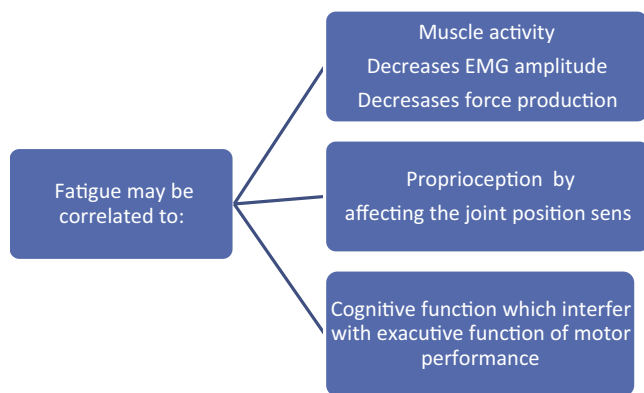 Muscle activity
Decreases EMG amplitude
Decresases force production
Fatigue may be
correlated to:
Proprioception by
affecting the joint position sens
Cognitive function which interfer
with exacutive function of motor
performance